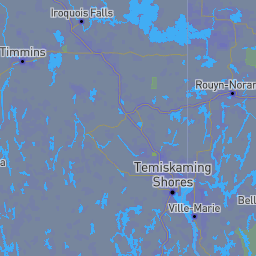 Iroquois Falls
Timmins
Rouyn-Noran
Temiskaming
Shores
Ville-Marie
Bell
a